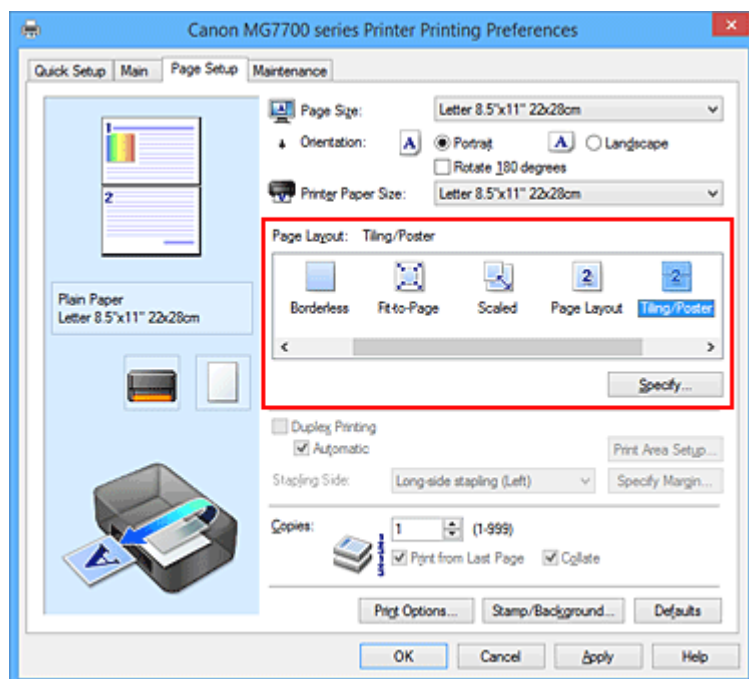 Canon MG7700 series Printer Printing Preferences
Quick Setup Main Page Setup Maintenance
1
2
Plain Paper
Letter 8.5"x11" 22x28cm
Page Size: Letter 8.5"x11" 22x28cm
Orientation: A Portrait A Landscape
Rotate 180 degrees
Printer Paper Size: Letter 8.5"x11" 22x28cm
Page Layout: Tiling/Poster
2 -2-
Borderless Fit-to-Page Scaled Page Layout Tiling/Poster
Specify...
Duplex Printing
Automatic Print Area Setup...
Stapling Side: Long-side stapling (Left) Specify Margin...
Copies: 1 (1-999)
Print from Last Page Collate
A
Print Options... Stamp/Background... Defaults
OK Cancel Apply Help